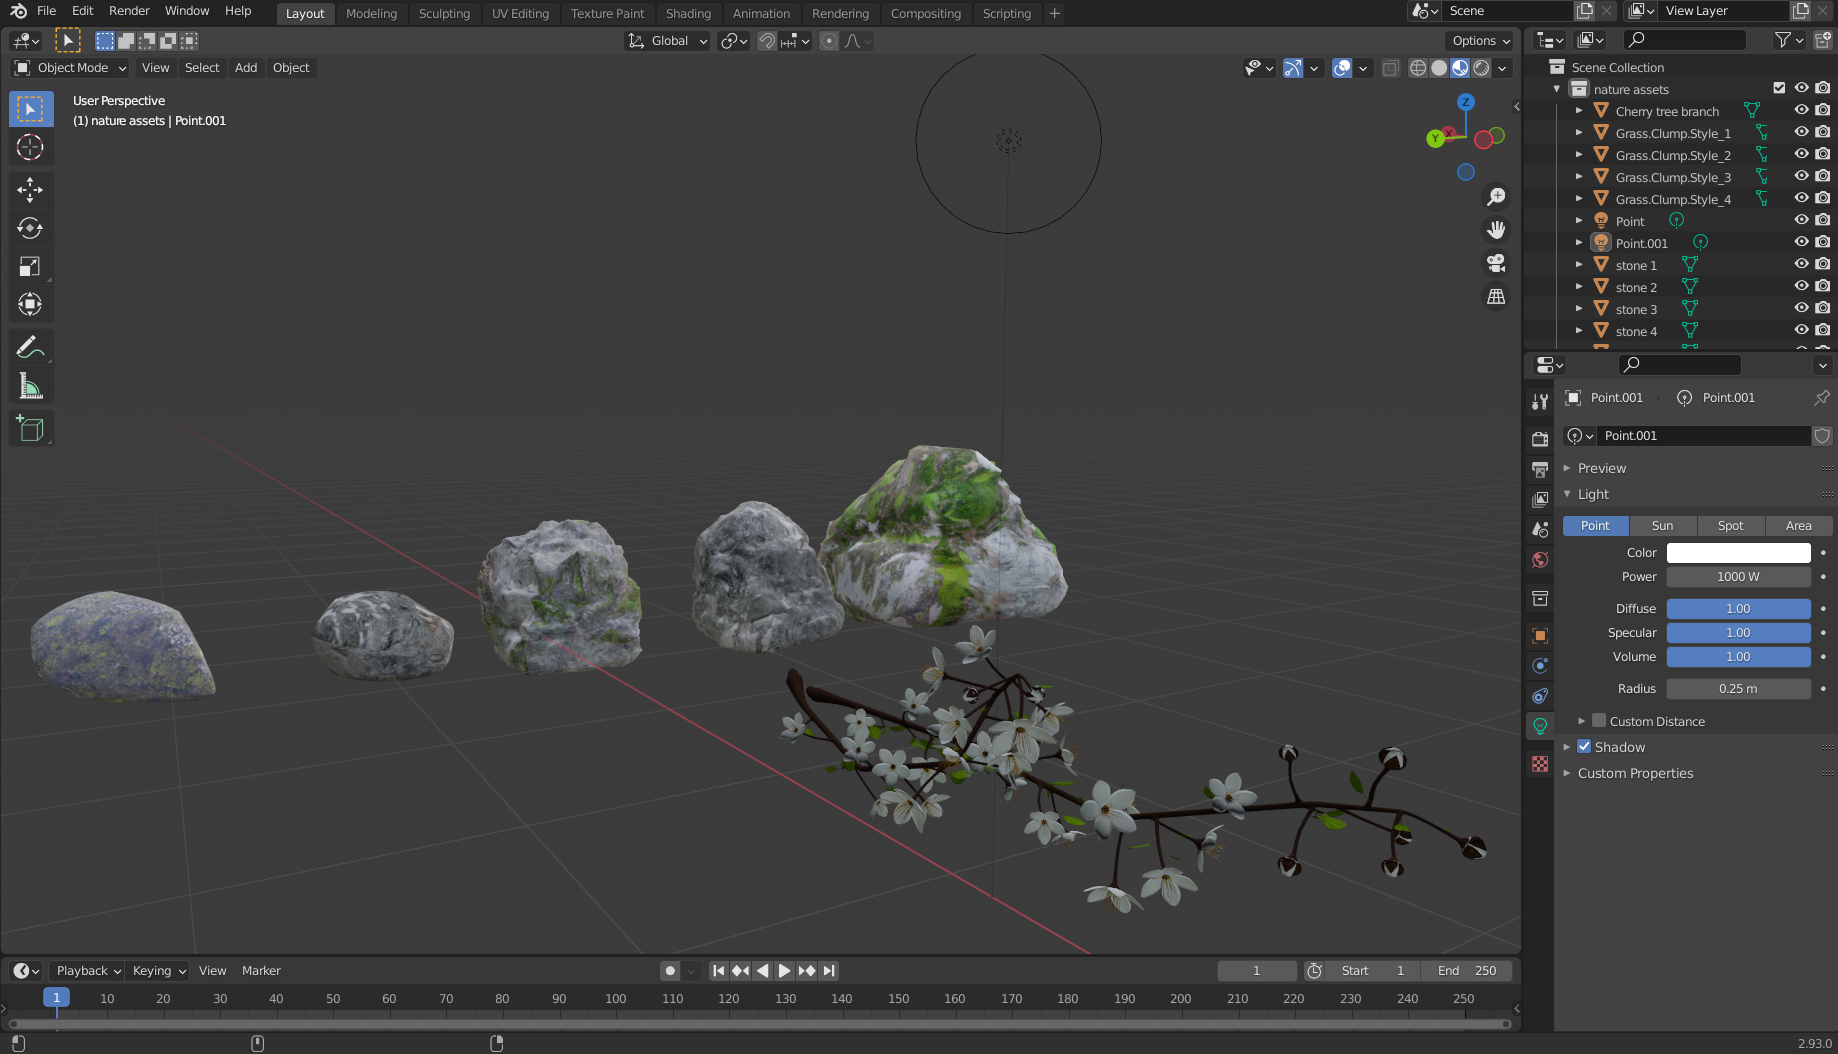 File Edit Render Window Help Layout Modeling Sculpting UV Editing Texture Paint Shading Animation Rendering Compositing Scripting + Scene View Layer
Global Options
Object Mode View Select Add Object
User Perspective
(1) nature assets | Point.001
Z
Y X
Scene Collection
nature assets
Cherry tree branch
Grass.Clump.Style_1
Grass.Clump.Style_2
Grass.Clump.Style_3
Grass.Clump.Style_4
Point
Point.001
stone 1
stone 2
stone 3
stone 4
Point.001 Point.001
Point.001
Preview
Light
Point Sun Spot Area
Color
Power 1000 W
Diffuse 1.00
Specular 1.00
Volume 1.00
Radius 0.25 m
Custom Distance
Shadow
Custom Properties
Playback Keying View Marker 1 Start 1 End 250
1 10 20 30 40 50 60 70 80 90 100 110 120 130 140 150 160 170 180 190 200 210 220 230 240 250
2.93.0